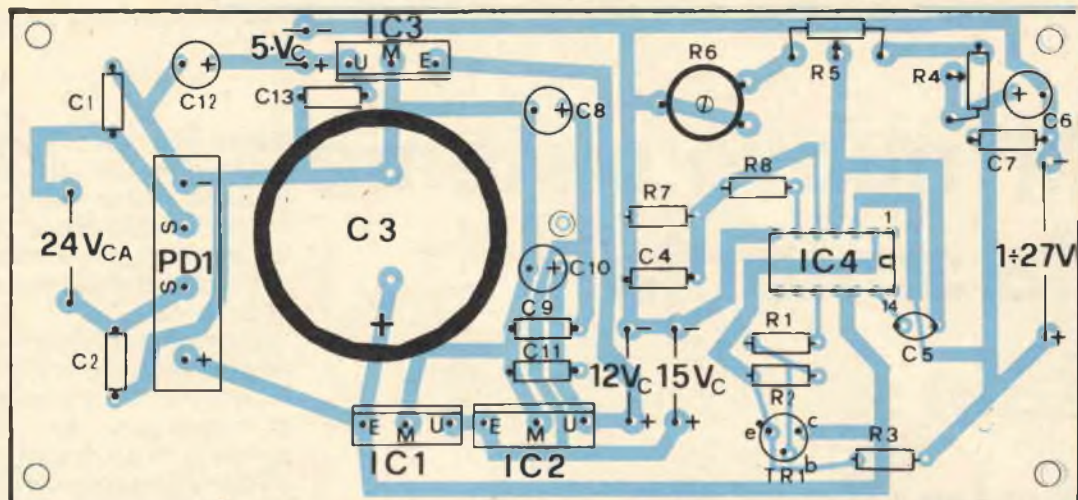 IC3
5·Vc
-
+
U M E
R6
R5
R4
C1
C12
C13
C8
C6
C7
-
S
S
PD1
-
+
24VCA
C3
+
R8
R7
C4
C10
1
IC4
14
1÷27V
+
C9
C11
R1
R2
C5
C2
12Vc
-
+
15Vc
-
+
E M U
IC1
E M U
IC2
e
c
b
TR1
R3